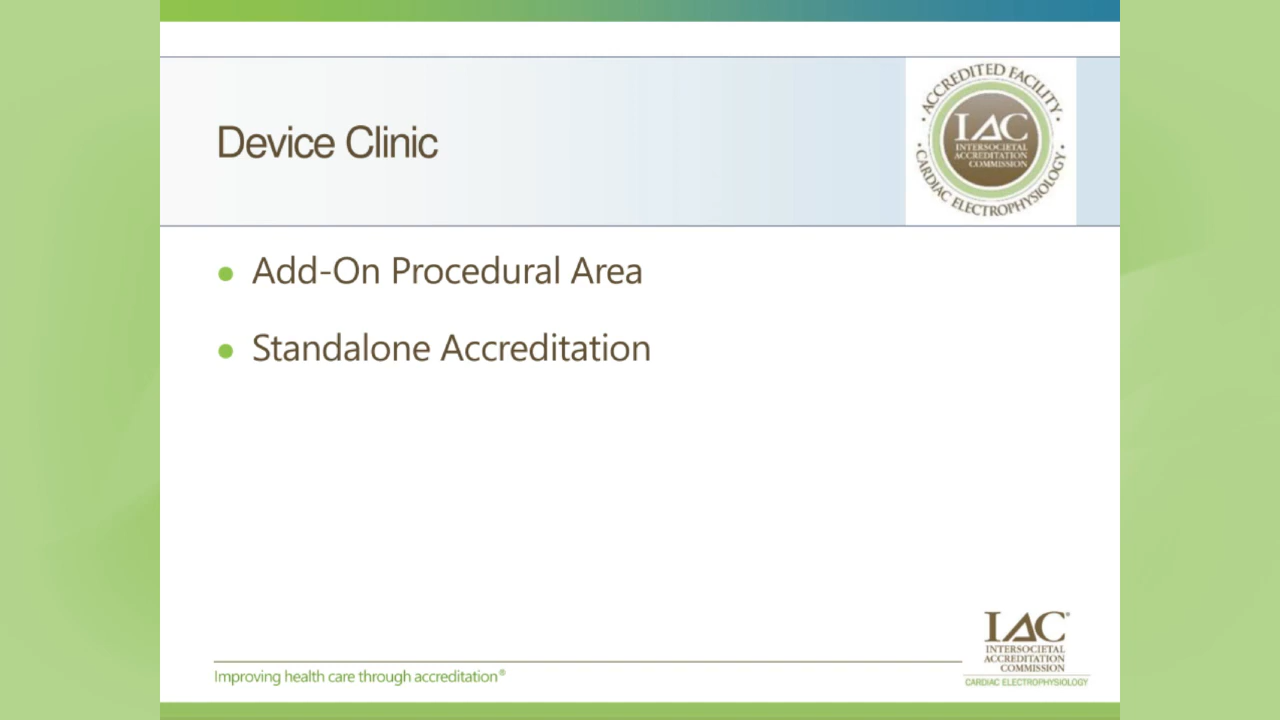 Device Clinic
ACCREDITED FACILITY
IAC
INTERSOCIETAL
ACCREDITATION
COMMISSION
CARDIAC ELECTROPHYSIOLOGY
Add-On Procedural Area
Standalone Accreditation
Improving health care through accreditation®
IAC®
INTERSOCIETAL
ACCREDITATION
COMMISSION
CARDIAC ELECTROPHYSIOLOGY